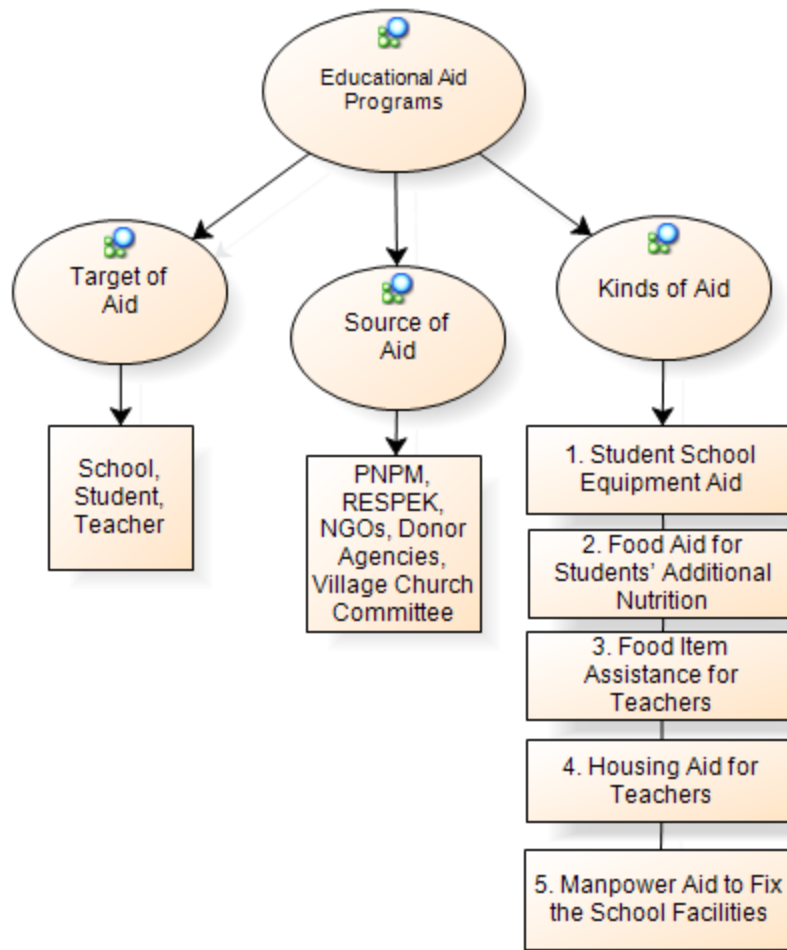 Educational Aid
Programs
Target of
Aid
Source of
Aid
Kinds of Aid
School,
Student,
Teacher
PNPM,
RESPEK,
NGOs, Donor
Agencies,
Village Church
Committee
1. Student School
Equipment Aid
2. Food Aid for
Students’ Additional
Nutrition
3. Food Item
Assistance for
Teachers
4. Housing Aid for
Teachers
5. Manpower Aid to Fix
the School Facilities